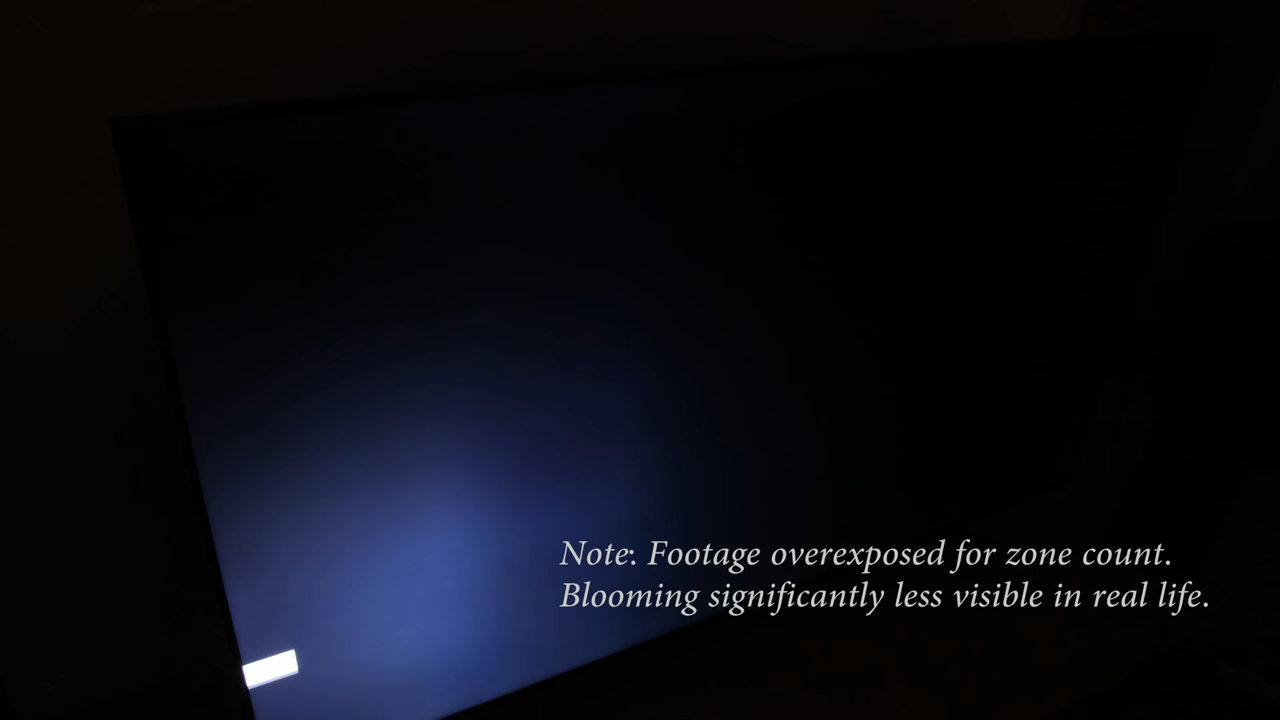 Note: Footage overexposed for zone count.
Blooming significantly less visible in real life.